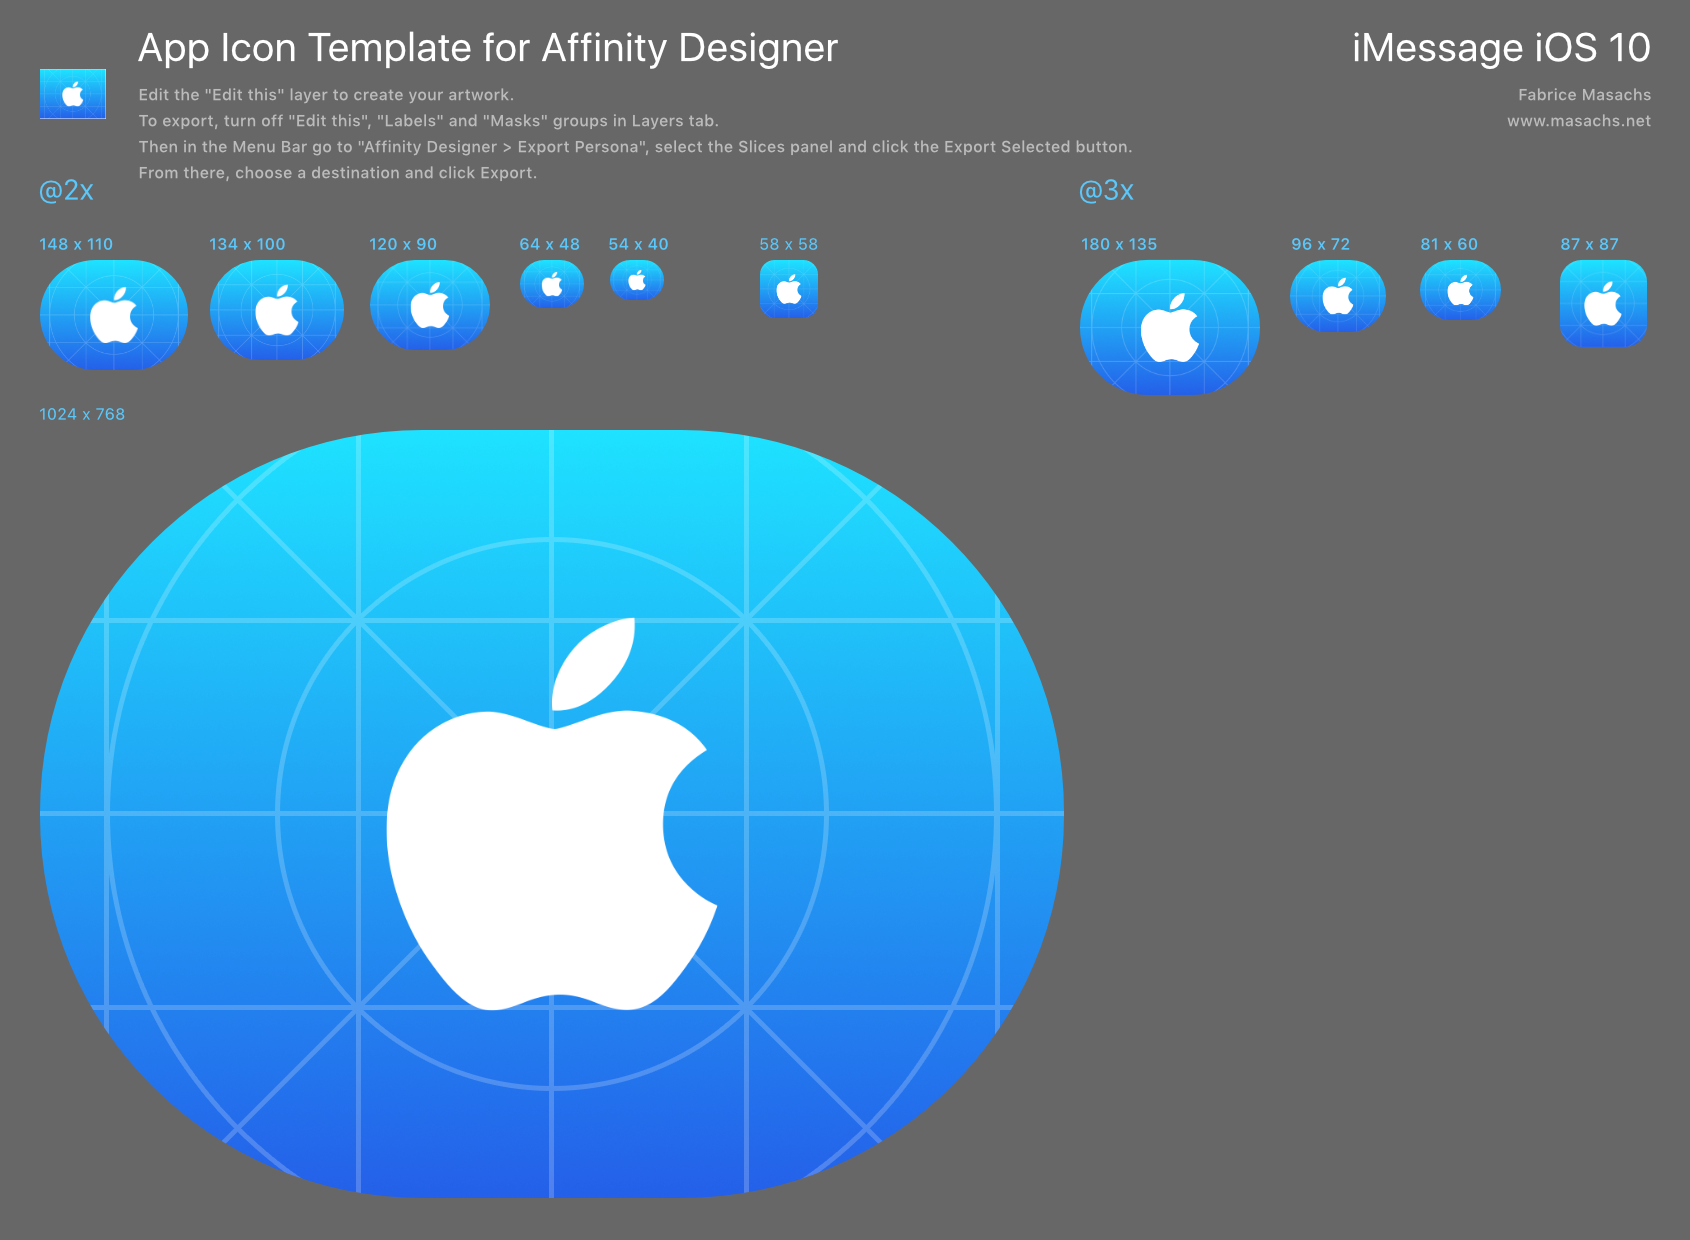 App Icon Template for Affinity Designer
iMessage iOS 10
Edit the "Edit this" layer to create your artwork.
Fabrice Masachs
To export, turn off "Edit this", "Labels" and "Masks" groups in Layers tab.
www.masachs.net
Then in the Menu Bar go to "Affinity Designer > Export Persona", select the Slices panel and click the Export Selected button.
From there, choose a destination and click Export.
@2x
@3x
148 x 110
134 x 100
120 x 90
64 x 48
54 x 40
58 x 58
180 x 135
96 x 72
81 x 60
87 x 87
1024 x 768